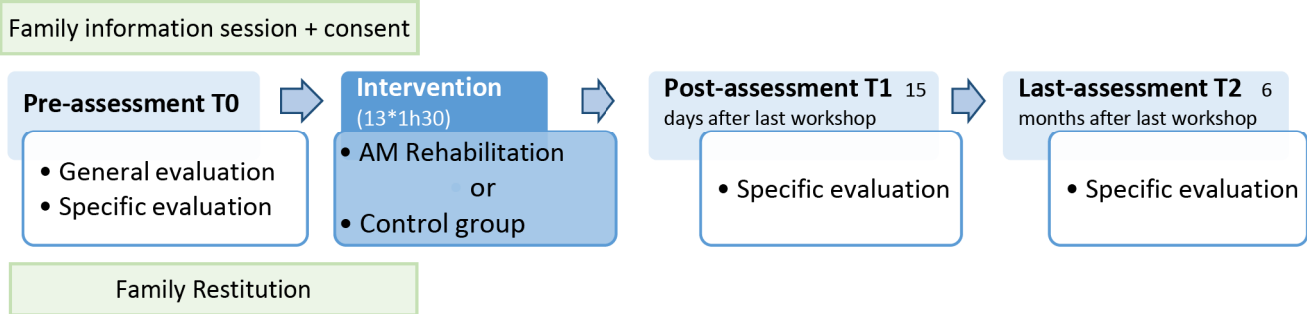 Family information session + consent
Pre-assessment T0
• General evaluation
• Specific evaluation
Intervention
(13*1h30)
• AM Rehabilitation
or
• Control group
Post-assessment T1 15
days after last workshop
• Specific evaluation
Last-assessment T2 6
months after last workshop
• Specific evaluation
Family Restitution